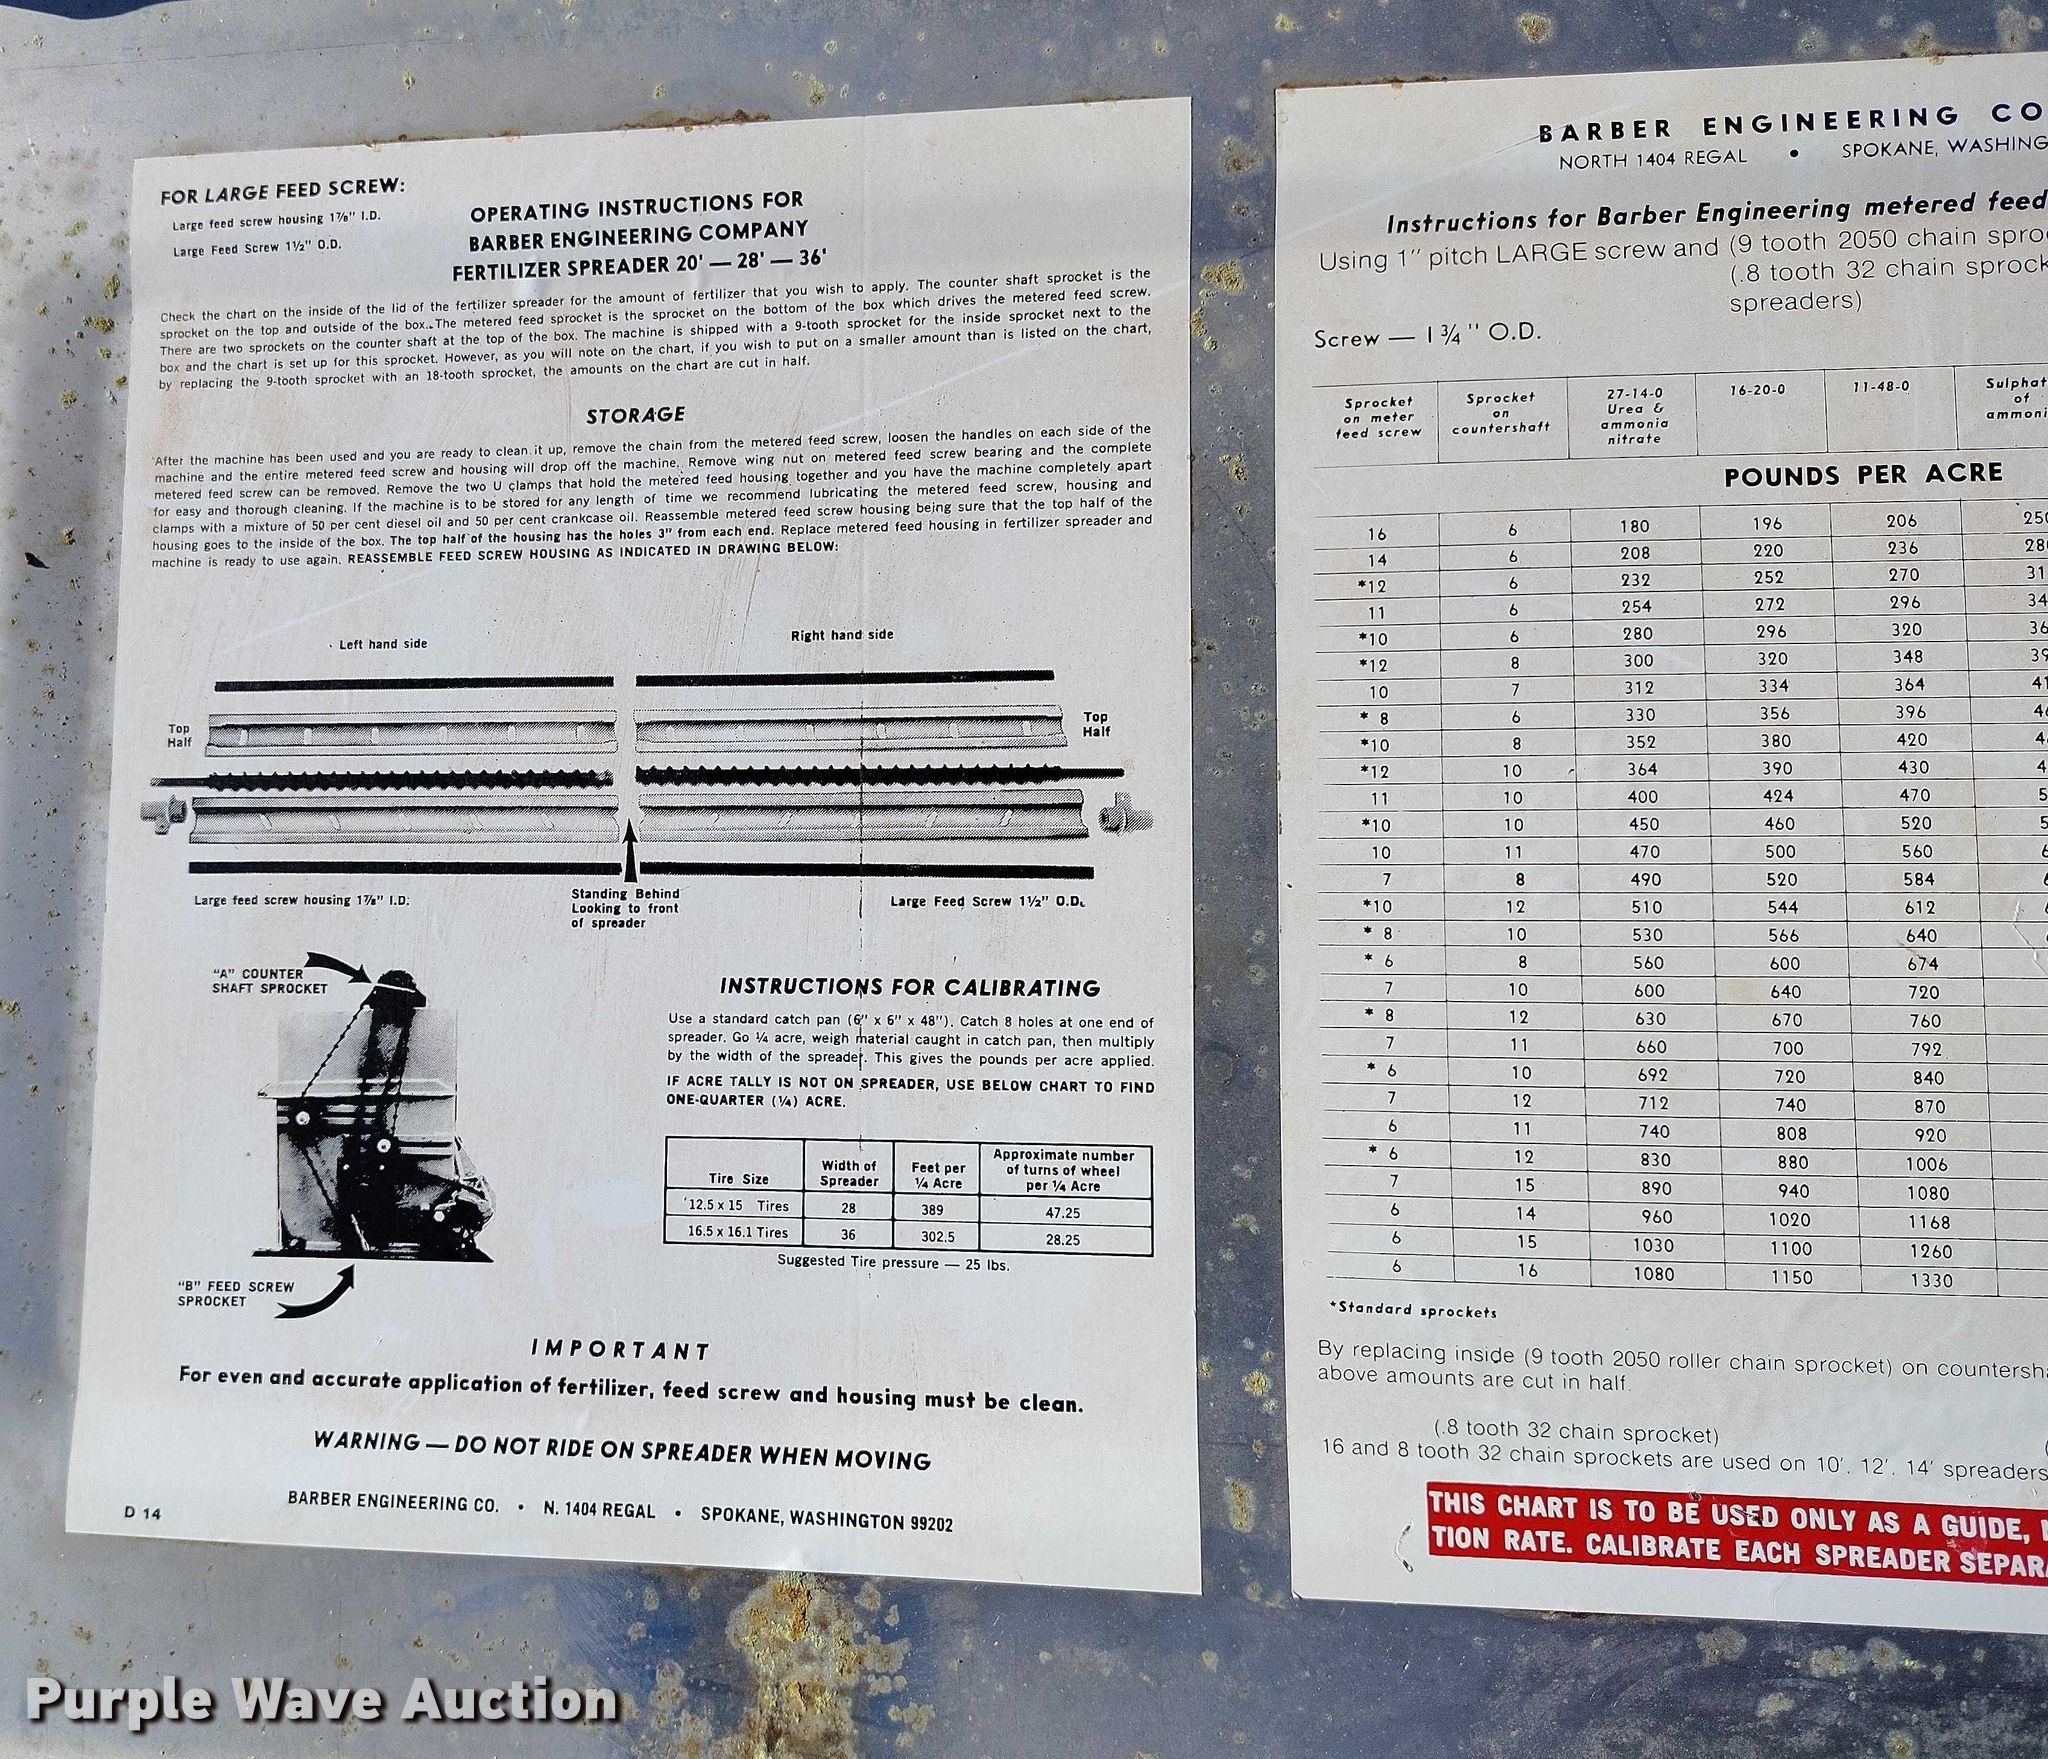 FOR LARGE FEED SCREW:
Large feed screw housing 1⅞" I.D.
Large Feed Screw 1½" O.D.
OPERATING INSTRUCTIONS FOR
BARBER ENGINEERING COMPANY
FERTILIZER SPREADER 20' — 28' — 36'
Check the chart on the inside of the lid of the fertilizer spreader for the amount of fertilizer that you wish to apply. The counter shaft sprocket is the
sprocket on the top and outside of the box. The metered feed sprocket is the sprocket on the bottom of the box which drives the metered feed screw.
There are two sprockets on the counter shaft at the top of the box. The machine is shipped with a 9-tooth sprocket for the inside sprocket next to the
box and the chart is set up for this sprocket. However, as you will note on the chart, if you wish to put on a smaller amount than is listed on the chart,
by replacing the 9-tooth sprocket with an 18-tooth sprocket, the amounts on the chart are cut in half.
STORAGE
After the machine has been used and you are ready to clean it up, remove the chain from the metered feed screw, loosen the handles on each side of the
machine and the entire metered feed screw and housing will drop off the machine. Remove wing nut on metered feed screw bearing and the complete
metered feed screw can be removed. Remove the two U clamps that hold the metered feed housing together and you have the machine completely apart
for easy and thorough cleaning. If the machine is to be stored for any length of time we recommend lubricating the metered feed screw, housing and
clamps with a mixture of 50 per cent diesel oil and 50 per cent crankcase oil. Reassemble metered feed screw housing being sure that the top half of the
housing goes to the inside of the box. The top half of the housing has the holes 3" from each end. Replace metered feed housing in fertilizer spreader and
machine is ready to use again. REASSEMBLE FEED SCREW HOUSING AS INDICATED IN DRAWING BELOW:
Left hand side
Right hand side
Top
Half
Top
Half
Large feed screw housing 1⅞" I.D.
Standing Behind
Looking to front
of spreader
Large Feed Screw 1½" O.D.
"A" COUNTER
SHAFT SPROCKET
"B" FEED SCREW
SPROCKET
INSTRUCTIONS FOR CALIBRATING
Use a standard catch pan (6" x 6" x 48"). Catch 8 holes at one end of
spreader. Go ¼ acre, weigh material caught in catch pan, then multiply
by the width of the spreader. This gives the pounds per acre applied.
IF ACRE TALLY IS NOT ON SPREADER, USE BELOW CHART TO FIND
ONE-QUARTER (¼) ACRE.
Tire Size Width of Spreader Feet per ¼ Acre Approximate number of turns of wheel per ¼ Acre
12.5 x 15 Tires 28 389 47.25
16.5 x 16.1 Tires 36 302.5 28.25
Suggested Tire pressure — 25 lbs.
IMPORTANT
For even and accurate application of fertilizer, feed screw and housing must be clean.
WARNING — DO NOT RIDE ON SPREADER WHEN MOVING
D 14
BARBER ENGINEERING CO. • N. 1404 REGAL • SPOKANE, WASHINGTON 99202
BARBER ENGINEERING CO
NORTH 1404 REGAL • SPOKANE, WASHING
Instructions for Barber Engineering metered feed
Using 1" pitch LARGE screw and (9 tooth 2050 chain spro
(.8 tooth 32 chain sprock
spreaders)
Screw — 1 ¾" O.D.
Sprocket on meter feed screw Sprocket on countershaft 27-14-0 Urea & ammonia nitrate 16-20-0 11-48-0 Sulphat of ammoni
POUNDS PER ACRE
16 6 180 196 206 250
14 6 208 220 236 28
*12 6 232 252 270 31
11 6 254 272 296 34
*10 6 280 296 320 36
*12 8 300 320 348 39
10 7 312 334 364 41
* 8 6 330 356 396 4
*10 8 352 380 420 4
*12 10 364 390 430 4
11 10 400 424 470 5
*10 10 450 460 520 5
10 11 470 500 560
7 8 490 520 584
*10 12 510 544 612
* 8 10 530 566 640
* 6 8 560 600 674
7 10 600 640 720
* 8 12 630 670 760
7 11 660 700 792
* 6 10 692 720 840
7 12 712 740 870
6 11 740 808 920
* 6 12 830 880 1006
7 15 890 940 1080
6 14 960 1020 1168
6 15 1030 1100 1260
6 16 1080 1150 1330
*Standard sprockets
By replacing inside (9 tooth 2050 roller chain sprocket) on countersh
above amounts are cut in half.
(.8 tooth 32 chain sprocket)
16 and 8 tooth 32 chain sprockets are used on 10'. 12'. 14' spreaders
THIS CHART IS TO BE USED ONLY AS A GUIDE,
TION RATE. CALIBRATE EACH SPREADER SEPAR
Purple Wave Auction